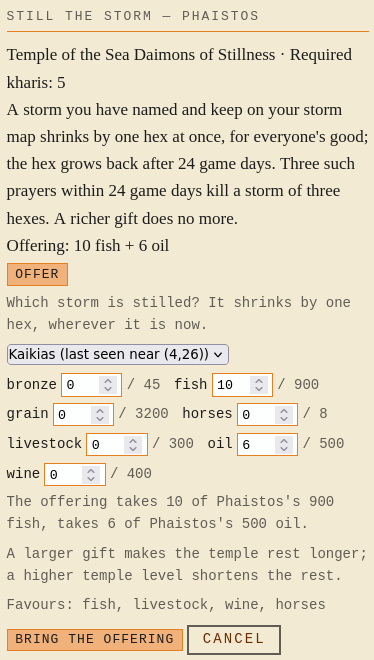 STILL THE STORM — PHAISTOS
Temple of the Sea Daimons of Stillness · Required
kharis: 5
A storm you have named and keep on your storm
map shrinks by one hex at once, for everyone's good;
the hex grows back after 24 game days. Three such
prayers within 24 game days kill a storm of three
hexes. A richer gift does no more.
Offering: 10 fish + 6 oil
OFFER
Which storm is stilled? It shrinks by one
hex, wherever it is now.
Kaikias (last seen near (4,26))
bronze 0 / 45 fish 10 / 900
grain 0 / 3200 horses 0 / 8
livestock 0 / 300 oil 6 / 500
wine 0 / 400
The offering takes 10 of Phaistos's 900
fish, takes 6 of Phaistos's 500 oil.
A larger gift makes the temple rest longer;
a higher temple level shortens the rest.
Favours: fish, livestock, wine, horses
BRING THE OFFERING CANCEL